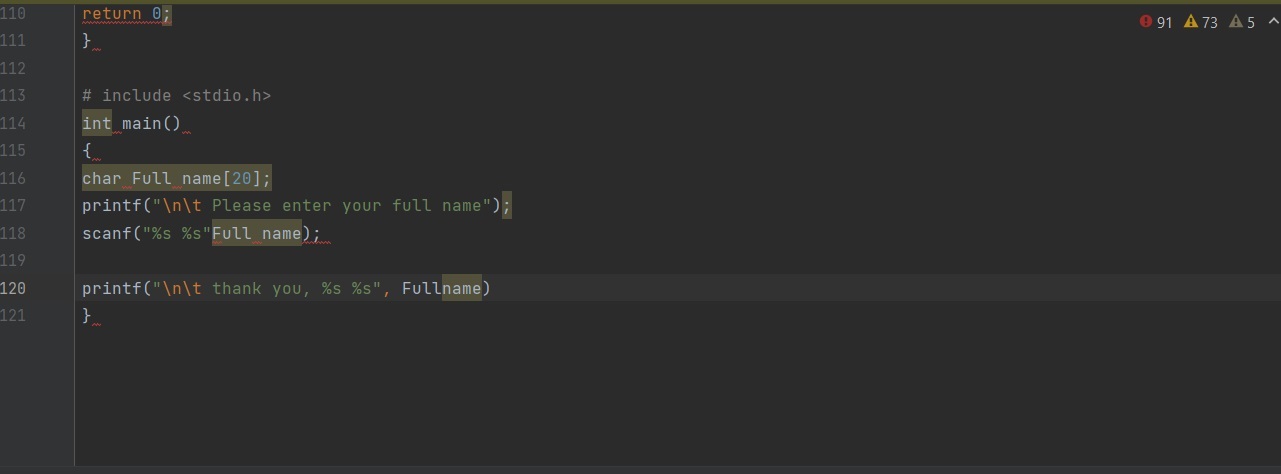 110 return 0;
91 73 5
111 }
112
113 # include <stdio.h>
114 int main()
115 {
116 char Full name[20];
117 printf("\n\t Please enter your full name");
118 scanf("%s %s"Full name);
119
120 printf("\n\t thank you, %s %s", Fullname)
121 }